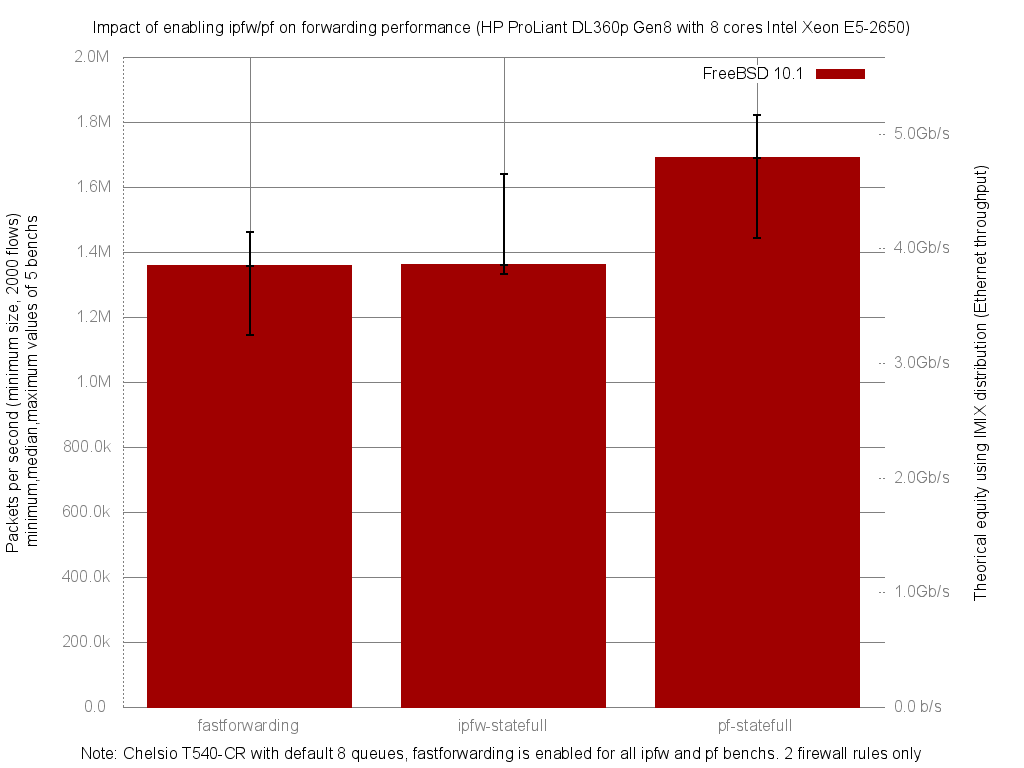 Impact of enabling ipfw/pf on forwarding performance (HP ProLiant DL360p Gen8 with 8 cores Intel Xeon E5-2650)
FreeBSD 10.1
Packets per second (minimum size, 2000 flows)
minimum,median,maximum values of 5 benchs
2.0M
1.8M
1.6M
1.4M
1.2M
1.0M
800.0k
600.0k
400.0k
200.0k
0.0
5.0Gb/s
4.0Gb/s
3.0Gb/s
2.0Gb/s
1.0Gb/s
0.0 b/s
Theorical equity using IMIX distribution (Ethernet throughput)
fastforwarding
ipfw-statefull
pf-statefull
Note: Chelsio T540-CR with default 8 queues, fastforwarding is enabled for all ipfw and pf benchs. 2 firewall rules only